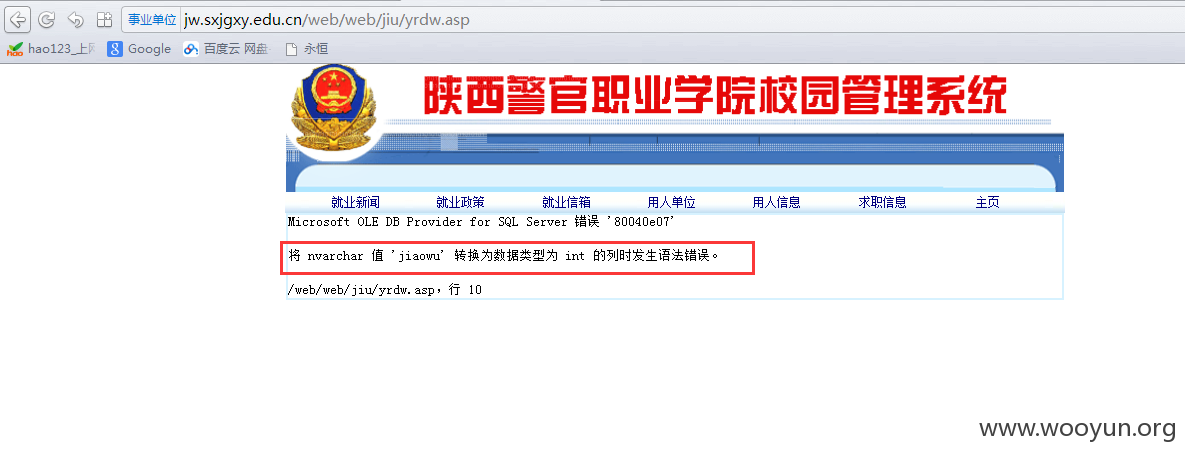 事业单位 jw.sxjgxy.edu.cn/web/web/jiu/yrdw.asp
hao123_上网 Google 百度云 网盘 永恒
陕西警官职业学院校园管理系统
就业新闻 就业政策 就业信箱 用人单位 用人信息 求职信息 主页
Microsoft OLE DB Provider for SQL Server 错误 '80040e07'
将 nvarchar 值 'jiaowu' 转换为数据类型为 int 的列时发生语法错误。
/web/web/jiu/yrdw.asp，行 10
www.wooyun.org